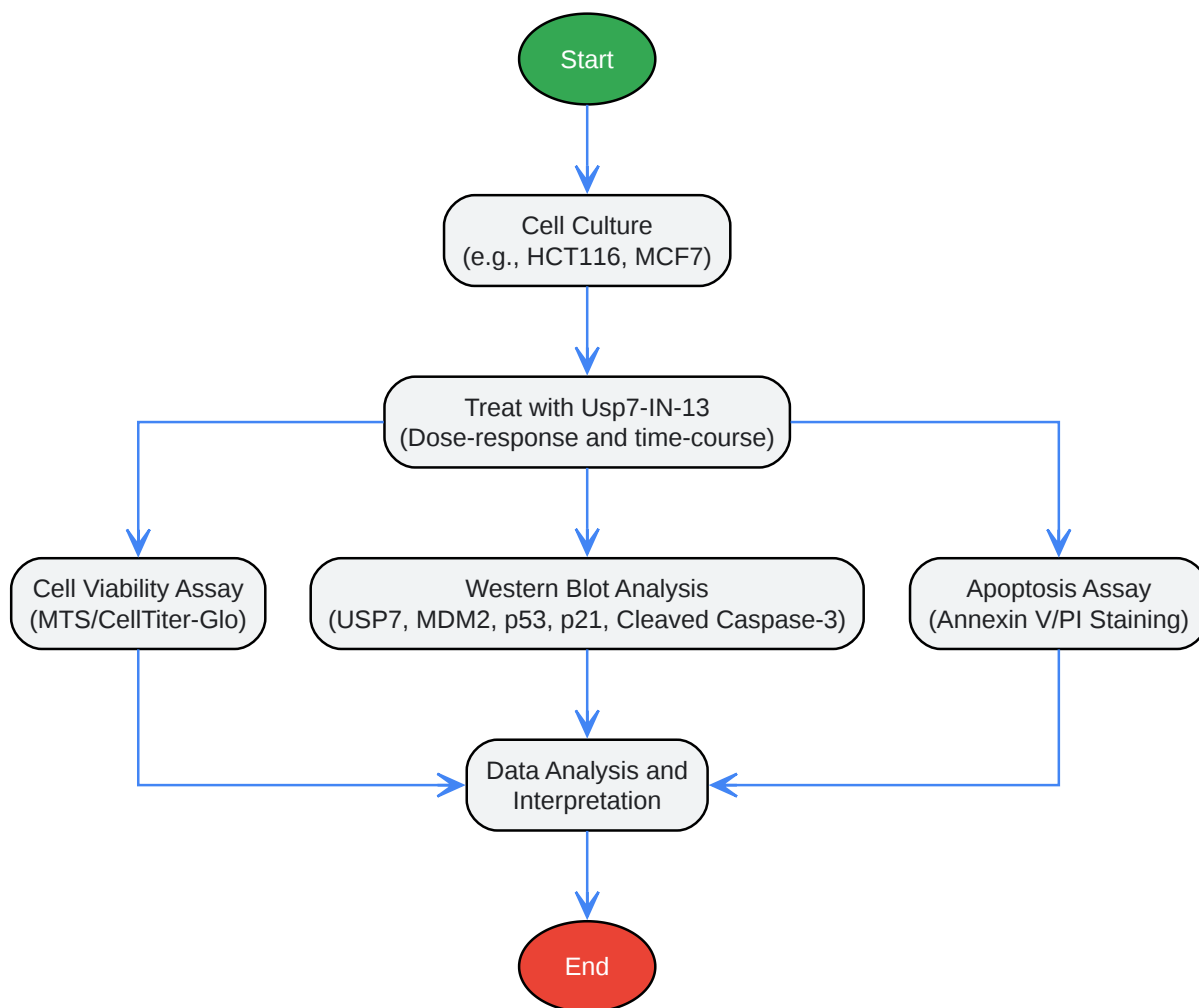 Start
Cell Culture
(e.g., HCT116, MCF7)
Treat with Usp7-IN-13
(Dose-response and time-course)
Cell Viability Assay
(MTS/CellTiter-Glo)
Western Blot Analysis
(USP7, MDM2, p53, p21, Cleaved Caspase-3)
Apoptosis Assay
(Annexin V/PI Staining)
Data Analysis and
Interpretation
End